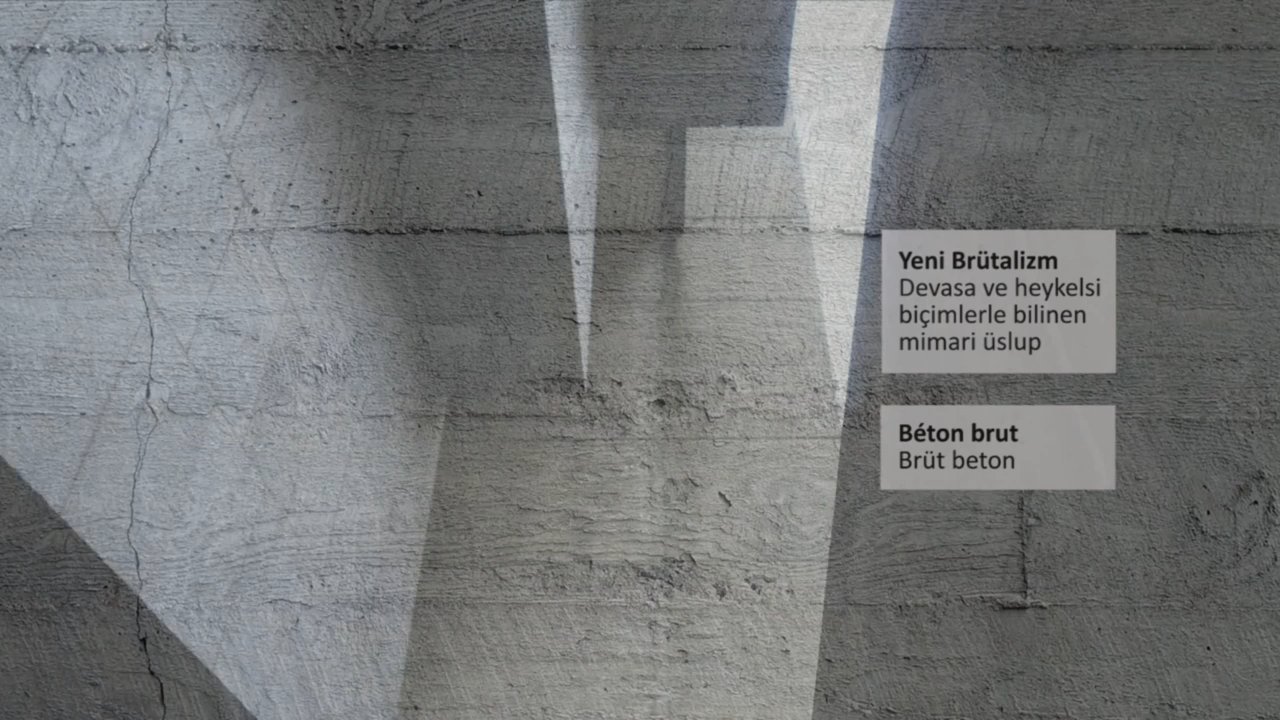 Yeni Brütalizm
Devasa ve heykelsi
biçimlerle bilinen
mimari üslup
Béton brut
Brüt beton